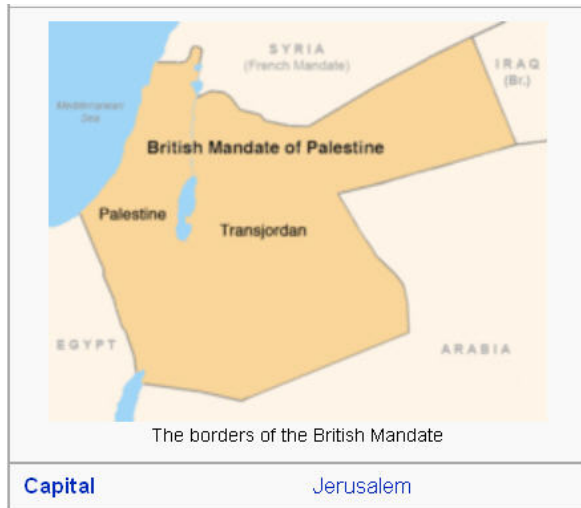 SYRIA
(French Mandate)
IRAQ
(Br.)
Mediterranean
Sea
British Mandate of Palestine
Palestine
Transjordan
EGYPT
ARABIA
The borders of the British Mandate
Capital Jerusalem